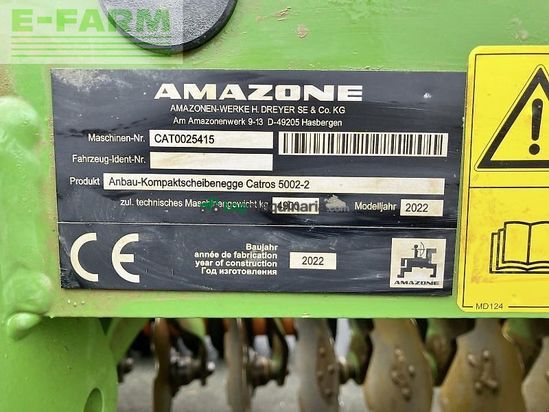 E-FARM
AMAZONE
AMAZONEN-WERKE H. DREYER SE & Co. KG
Am Amazonenwerk 9-13 D-49205 Hasbergen
Maschinen-Nr. CAT0025415
Fahrzeug-Ident-Nr.
Produkt Anbau-Kompaktscheibenegge Catros 5002-2
zul. technisches Maschinengewicht kg 4900 Modelljahr 2022
Baujahr
année de fabrication
year of construction
Год изготовления
2022
CE
AMAZONE
MD124